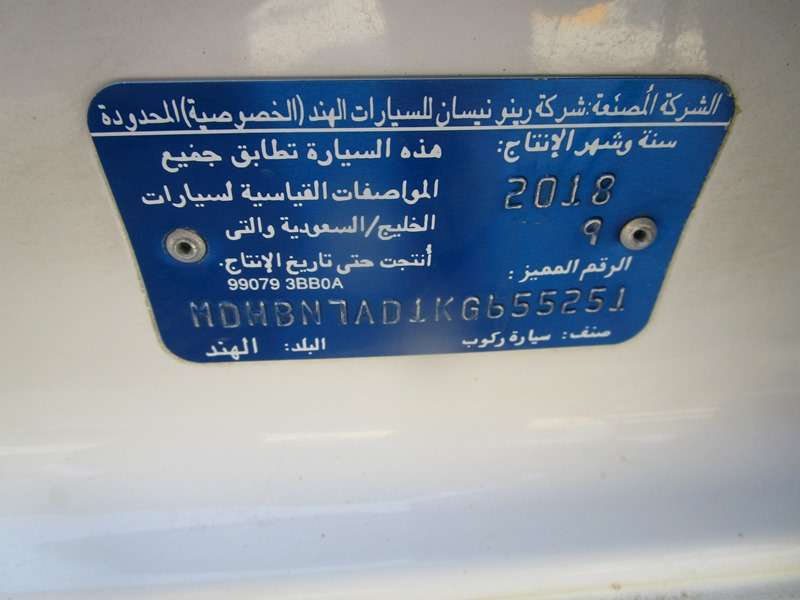 الشركة المصنعة: شركة رينو نيسان للسيارات الهند (الخصوصية) المحدودة
سنة وشهر الإنتاج:
2018
9
هذه السيارة تطابق جميع
المواصفات القياسية لسيارات
الخليج/السعودية والتى
أنتجت حتى تاريخ الإنتاج.
99079 3BB0A
الرقم المميز:
MDHBN7AD1KG655251
صنف: سيارة ركوب
البلد: الهند